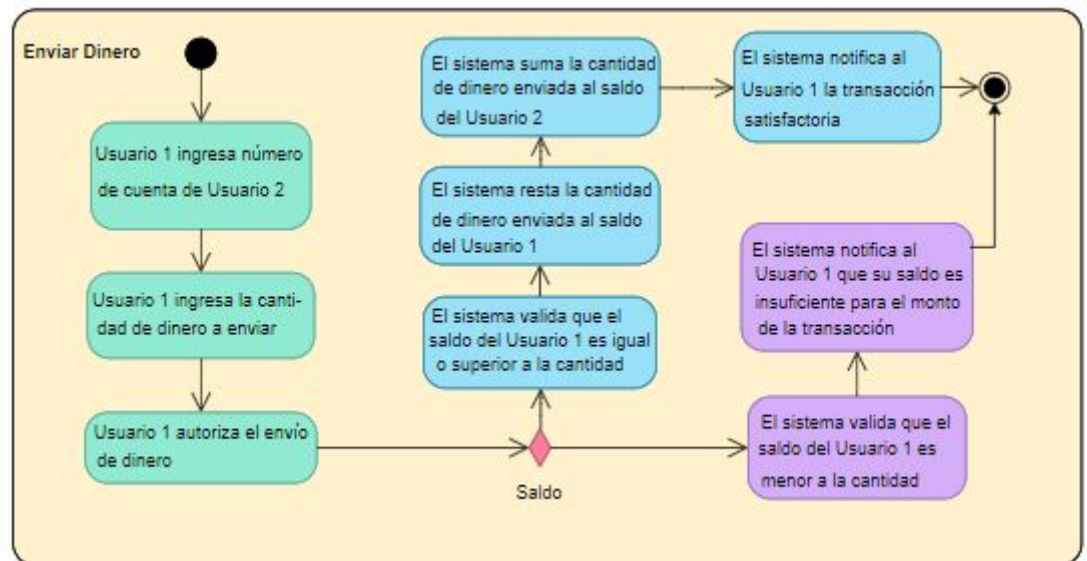 Enviar Dinero
Usuario 1 ingresa número
de cuenta de Usuario 2
Usuario 1 ingresa la canti-
dad de dinero a enviar
Usuario 1 autoriza el envío
de dinero
Saldo
El sistema valida que el
saldo del Usuario 1 es igual
o superior a la cantidad
El sistema resta la cantidad
de dinero enviada al saldo
del Usuario 1
El sistema suma la cantidad
de dinero enviada al saldo
del Usuario 2
El sistema notifica al
Usuario 1 la transacción
satisfactoria
El sistema valida que el
saldo del Usuario 1 es
menor a la cantidad
El sistema notifica al
Usuario 1 que su saldo es
insuficiente para el monto
de la transacción